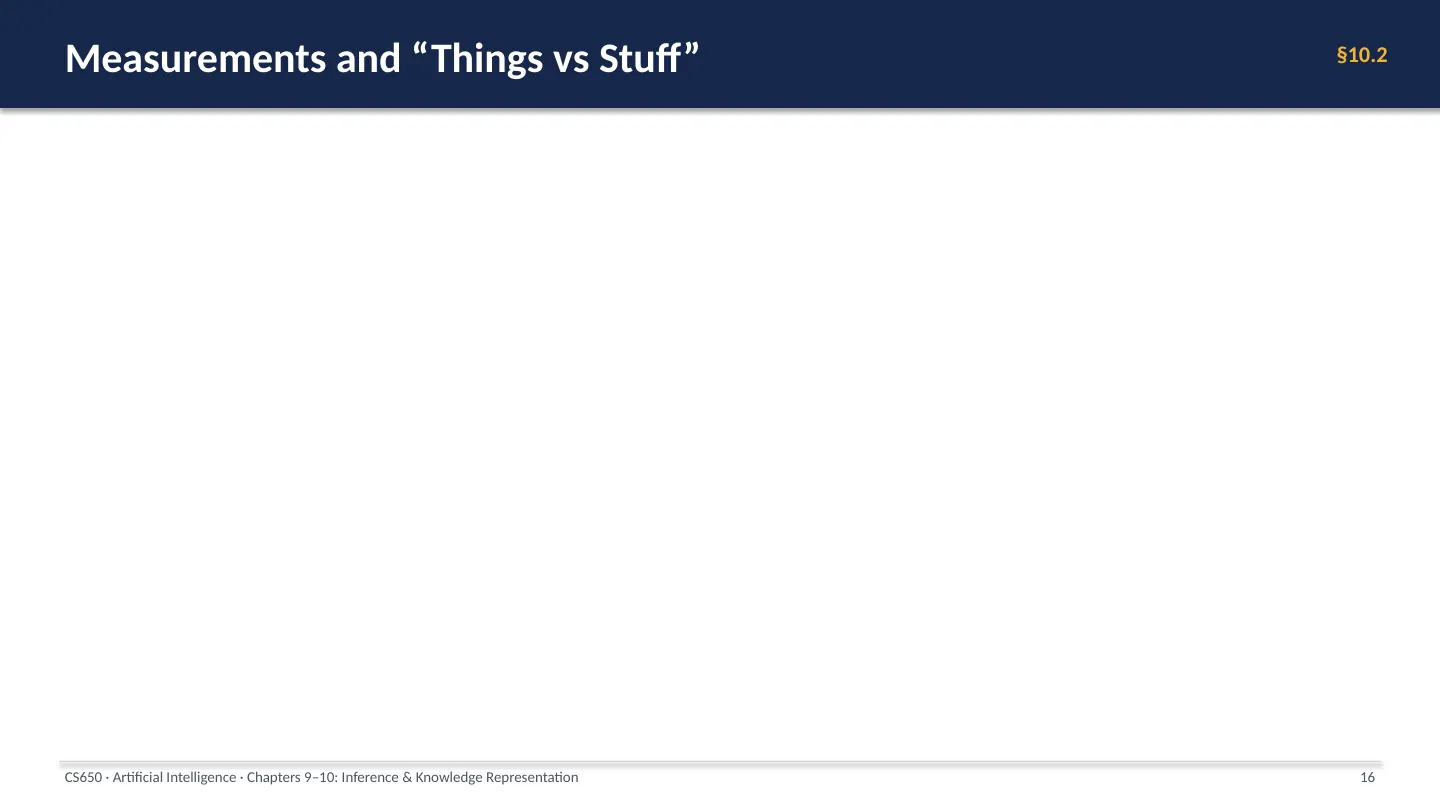 Measurements and “Things vs Stuff”
§10.2
CS650 · Artificial Intelligence · Chapters 9–10: Inference & Knowledge Representation
16